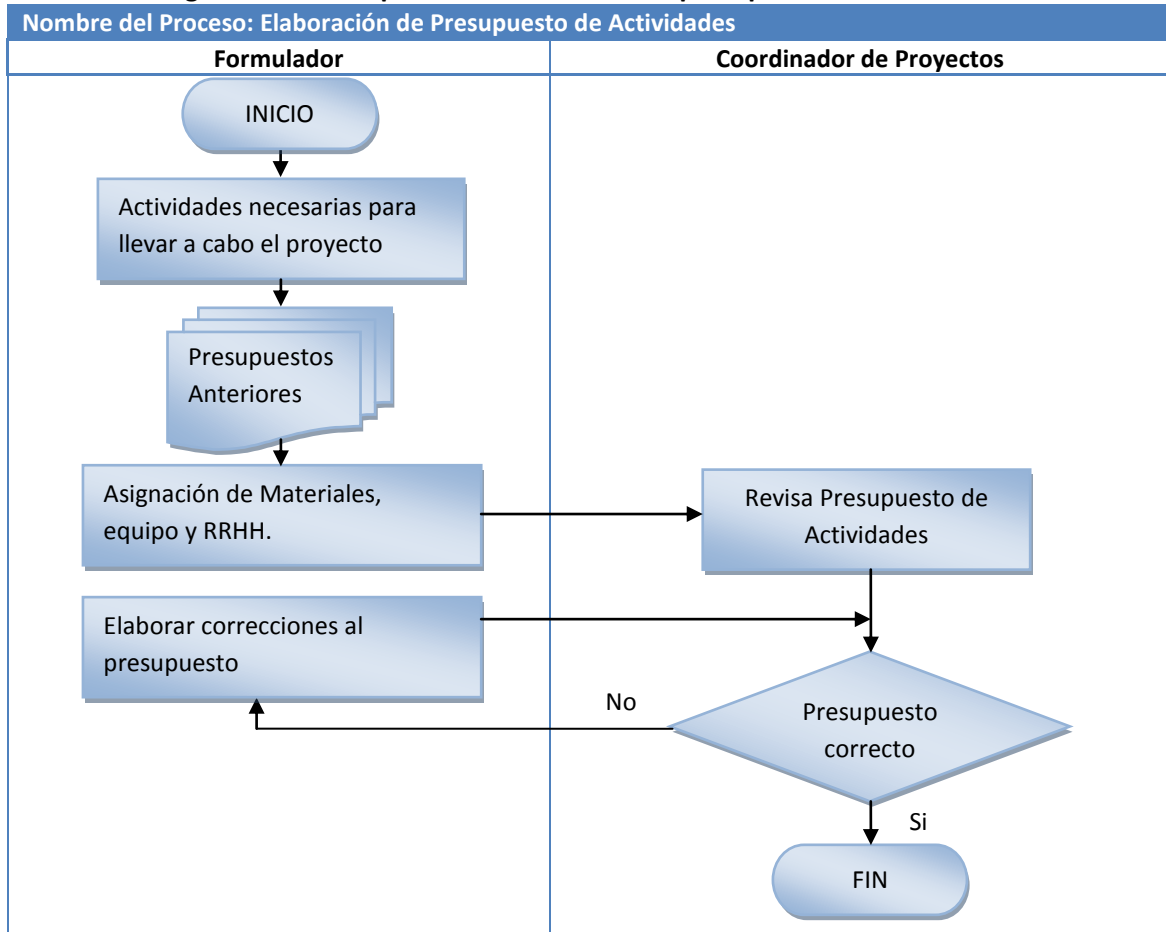 Nombre del Proceso: Elaboración de Presupuesto de Actividades
Formulador
Coordinador de Proyectos
INICIO
Actividades necesarias para
llevar a cabo el proyecto
Presupuestos
Anteriores
Asignación de Materiales,
equipo y RRHH.
Revisa Presupuesto de
Actividades
Elaborar correcciones al
presupuesto
No
Presupuesto
correcto
Si
FIN